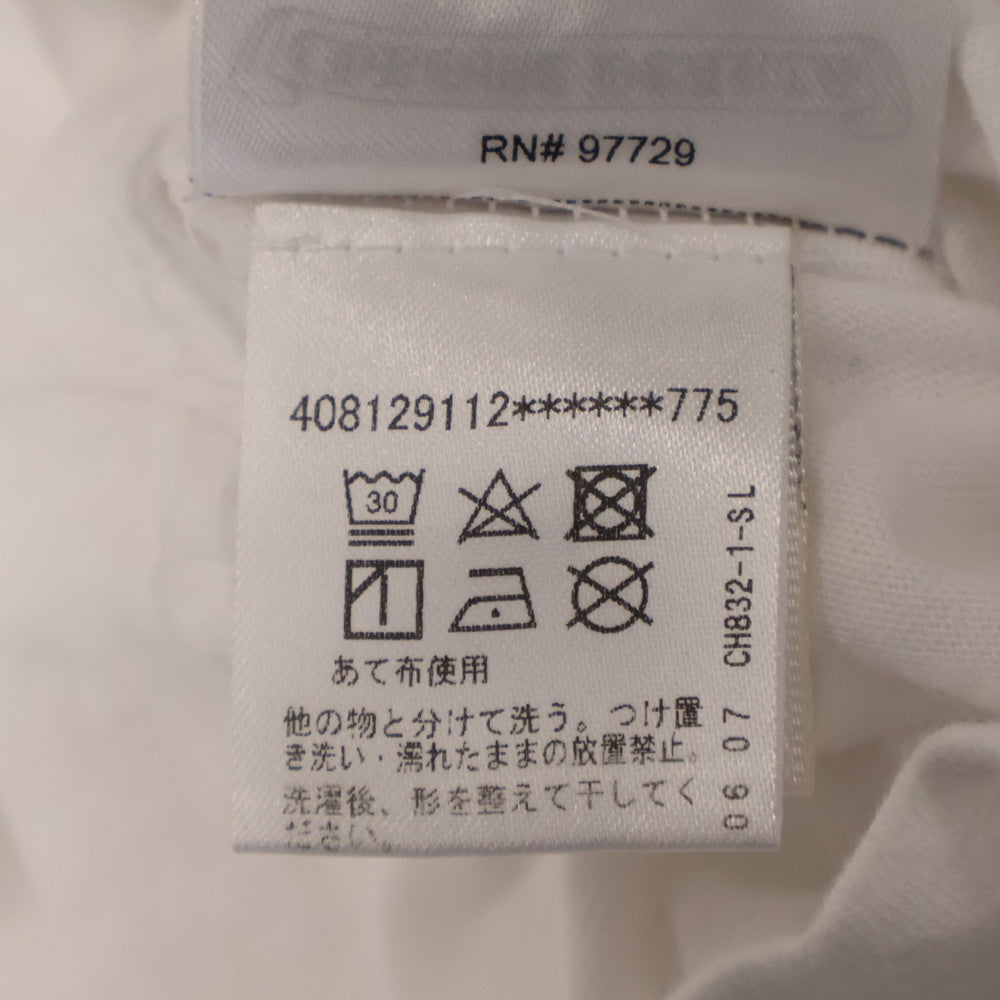 RN# 97729
408129112******775
30
あて布使用
他の物と分けて洗う。つけ置
き洗い・濡れたままの放置禁止。
洗濯後、形を整えて干してく
ださい。
CH832-1-SL
06 07